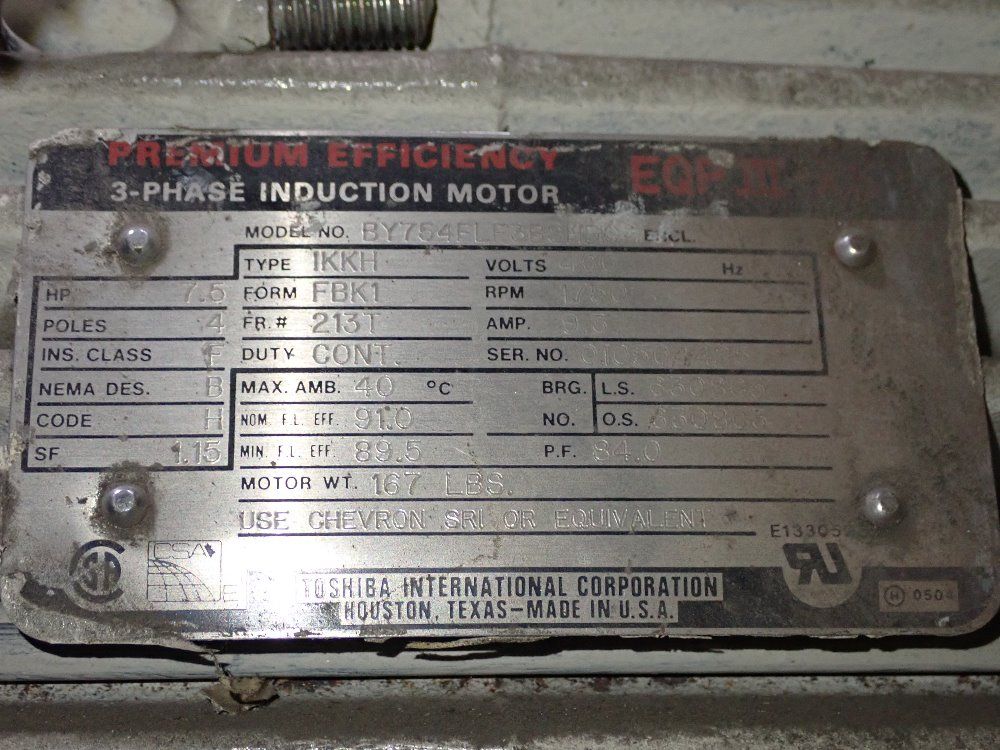 PREMIUM EFFICIENCY EQP III
3-PHASE INDUCTION MOTOR
MODEL NO. ENCL.
TYPE IKKH VOLTS Hz
HP 7.5 FORM FBK1 RPM
POLES 4 FR.# 213T AMP.
INS. CLASS F DUTY CONT. SER. NO.
NEMA DES. B MAX. AMB. 40 °C BRG. L.S.
CODE H NOM. F.L. EFF. 91.0 NO. O.S.
SF 1.15 MIN. F.L. EFF. 89.5 P.F. 84.0
MOTOR WT. 167 LBS.
USE CHEVRON SRI OR EQUIVALENT
CSA
TOSHIBA INTERNATIONAL CORPORATION
HOUSTON, TEXAS-MADE IN U.S.A.